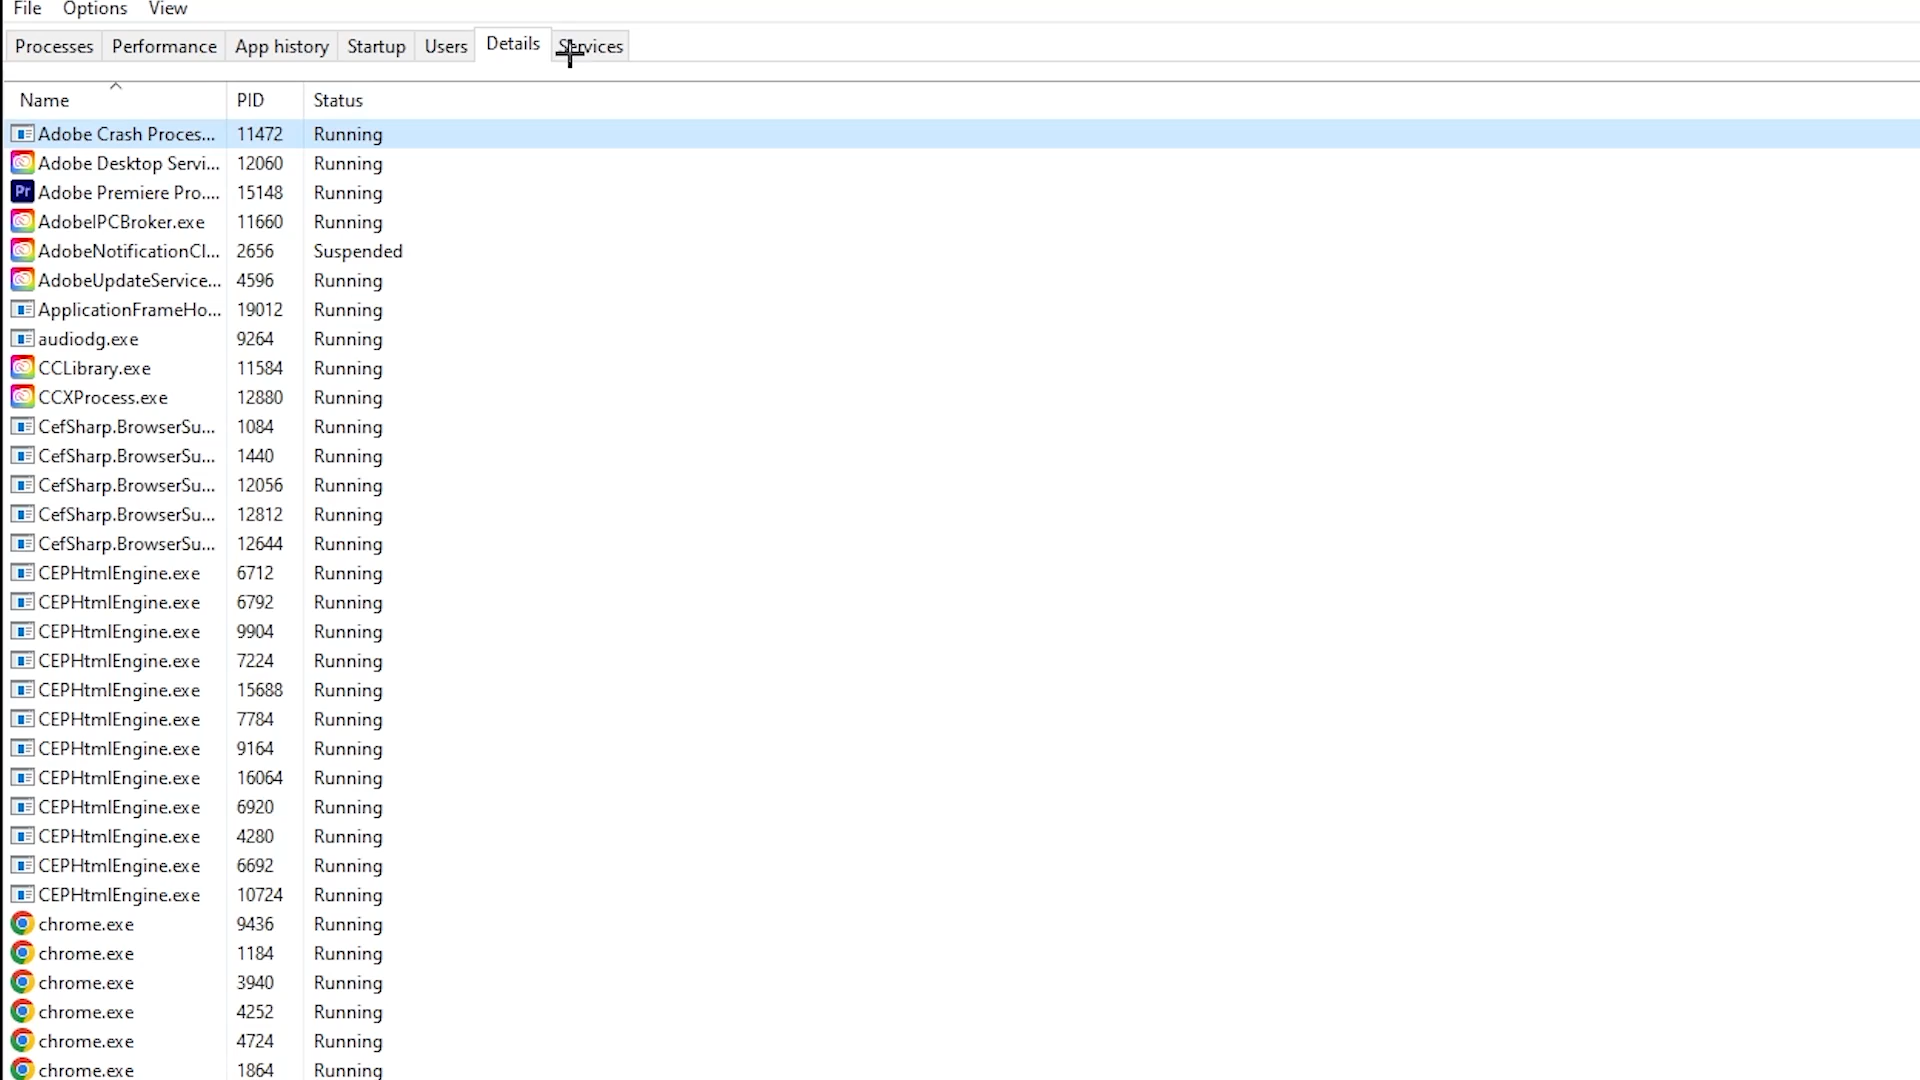 File Options View
Processes Performance App history Startup Users Details Services
Name PID Status
Adobe Crash Proces... 11472 Running
Adobe Desktop Servi... 12060 Running
Pr Adobe Premiere Pro.... 15148 Running
AdobeIPCBroker.exe 11660 Running
AdobeNotificationCl... 2656 Suspended
AdobeUpdateService... 4596 Running
ApplicationFrameHo... 19012 Running
audiodg.exe 9264 Running
CCLibrary.exe 11584 Running
CCXProcess.exe 12880 Running
CefSharp.BrowserSu... 1084 Running
CefSharp.BrowserSu... 1440 Running
CefSharp.BrowserSu... 12056 Running
CefSharp.BrowserSu... 12812 Running
CefSharp.BrowserSu... 12644 Running
CEPHtmlEngine.exe 6712 Running
CEPHtmlEngine.exe 6792 Running
CEPHtmlEngine.exe 9904 Running
CEPHtmlEngine.exe 7224 Running
CEPHtmlEngine.exe 15688 Running
CEPHtmlEngine.exe 7784 Running
CEPHtmlEngine.exe 9164 Running
CEPHtmlEngine.exe 16064 Running
CEPHtmlEngine.exe 6920 Running
CEPHtmlEngine.exe 4280 Running
CEPHtmlEngine.exe 6692 Running
CEPHtmlEngine.exe 10724 Running
chrome.exe 9436 Running
chrome.exe 1184 Running
chrome.exe 3940 Running
chrome.exe 4252 Running
chrome.exe 4724 Running
chrome.exe 1864 Running